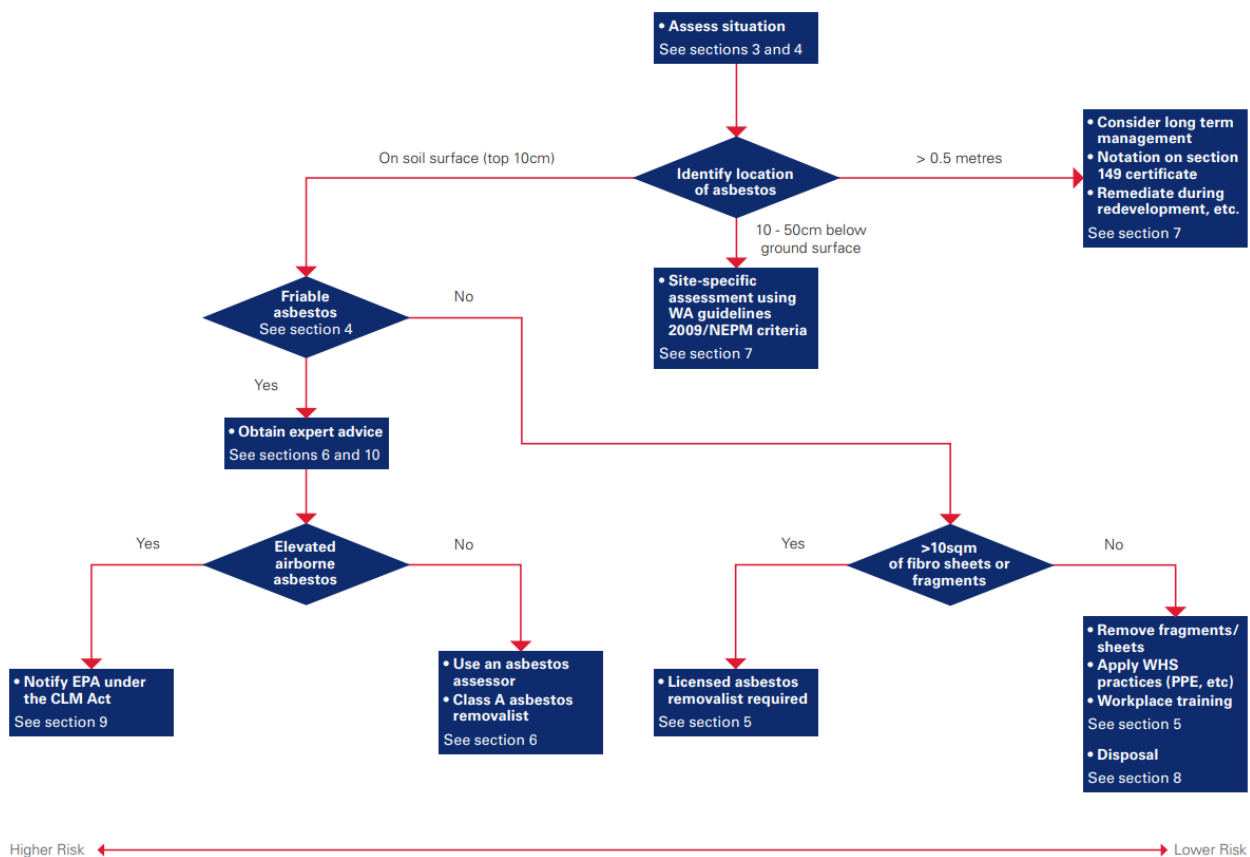 • Assess situation
See sections 3 and 4
Identify location
of asbestos
On soil surface (top 10cm)
> 0.5 metres
• Consider long term
management
• Notation on section
149 certificate
• Remediate during
redevelopment, etc.
See section 7
10 - 50cm below
ground surface
• Site-specific
assessment using
WA guidelines
2009/NEPM criteria
See section 7
Friable
asbestos
See section 4
No
Yes
• Obtain expert advice
See sections 6 and 10
Elevated
airborne
asbestos
Yes
No
• Notify EPA under
the CLM Act
See section 9
• Use an asbestos
assessor
• Class A asbestos
removalist
See section 6
>10sqm
of fibro sheets or
fragments
Yes
No
• Licensed asbestos
removalist required
See section 5
• Remove fragments/
sheets
• Apply WHS
practices (PPE, etc)
• Workplace training
See section 5
• Disposal
See section 8
Higher Risk
Lower Risk